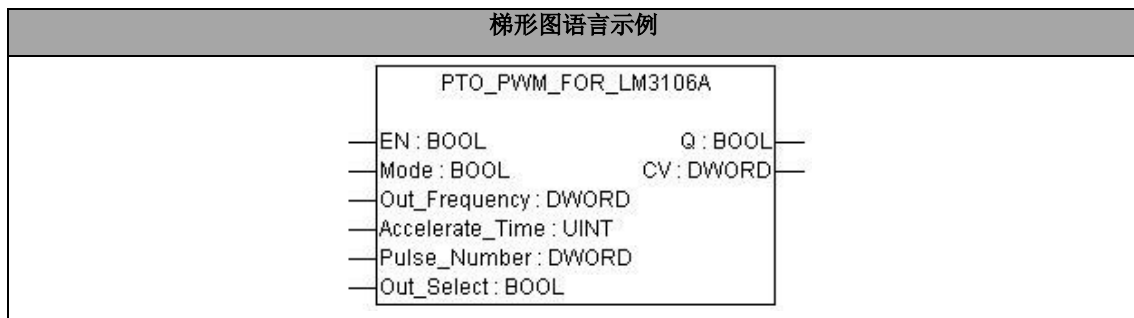 梯形图语言示例
PTO_PWM_FOR_LM3106A
EN : BOOL Q : BOOL
Mode : BOOL CV : DWORD
Out_Frequency : DWORD
Accelerate_Time : UINT
Pulse_Number : DWORD
Out_Select : BOOL